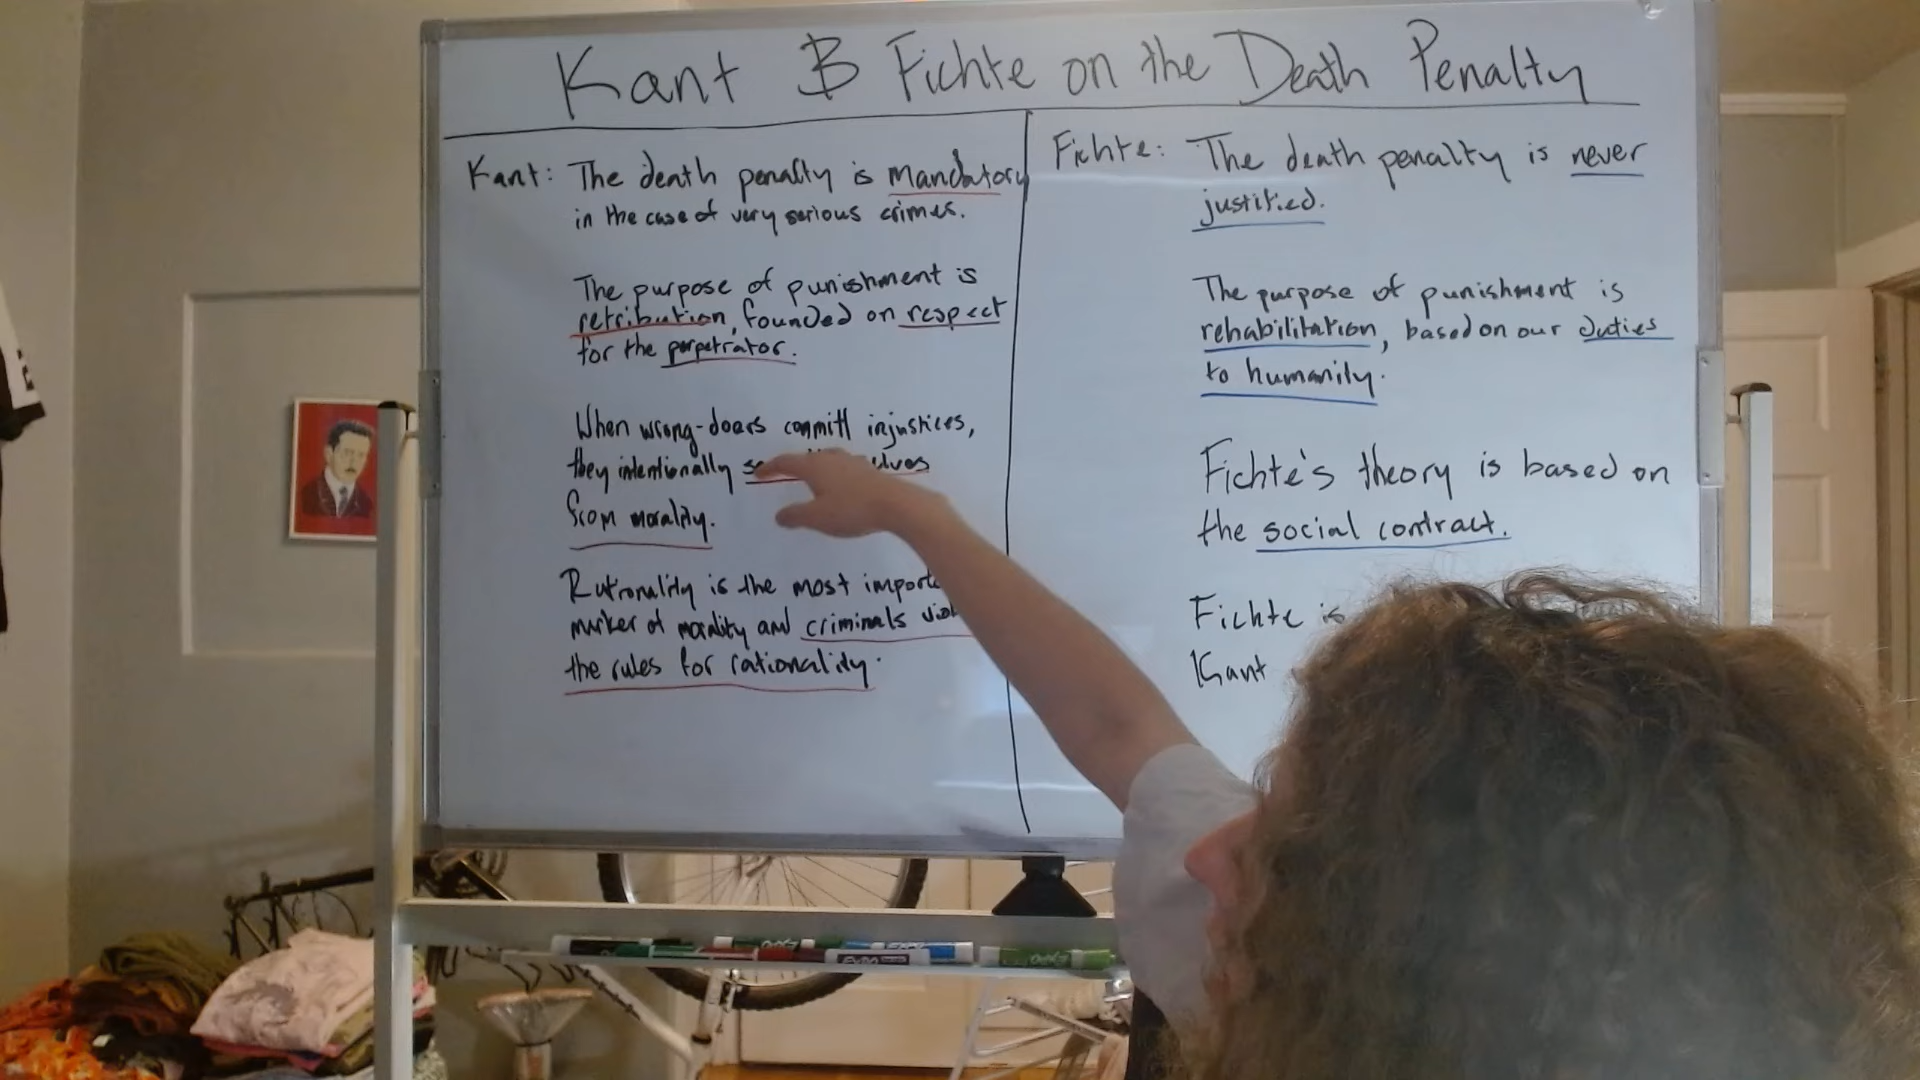 Kant & Fichte on the Death Penalty
Kant: The death penalty is mandatory
in the case of very serious crimes.
The purpose of punishment is
retribution, founded on respect
for the perpetrator.
When wrong-doers committ injustices,
they intentionally
from morality.
Rationality is the most
marker of morality and criminals
the rules for rationality.
Fichte: The death penalty is never
justified.
The purpose of punishment is
rehabilitation, based on our duties
to humanity.
Fichte's theory is based on
the social contract.
Fichte is
Kant
EXPO